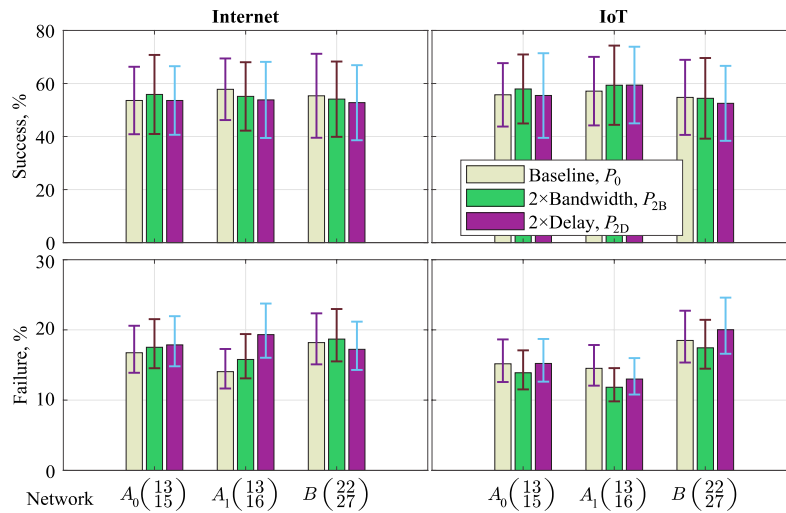 Internet IoT
Success, %
80
60
40
20
0
Baseline, P0
2×Bandwidth, P2B
2×Delay, P2D
Failure, %
30
20
10
0
Network A0(13 15) A1(13 16) B(22 27) A0(13 15) A1(13 16) B(22 27)